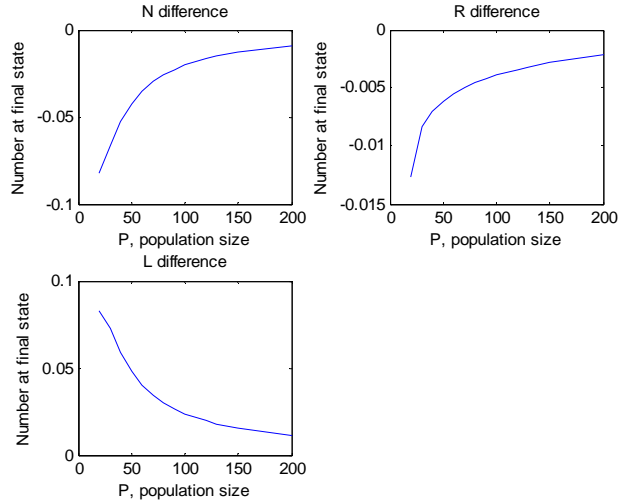 N difference
Number at final state
0
-0.05
-0.1
0 50 100 150 200
P, population size
R difference
Number at final state
0
-0.005
-0.01
-0.015
0 50 100 150 200
P, population size
L difference
Number at final state
0.1
0.05
0
0 50 100 150 200
P, population size